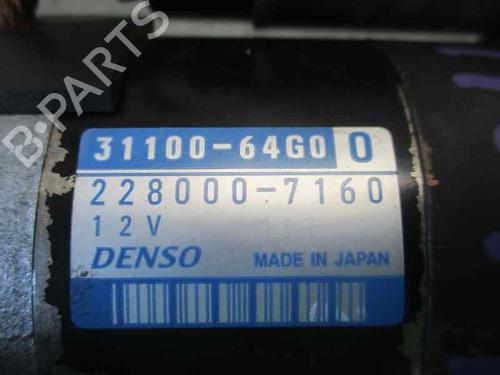 B-PARTS
31100-64G0 0
228000-7160
12V
DENSO MADE IN JAPAN